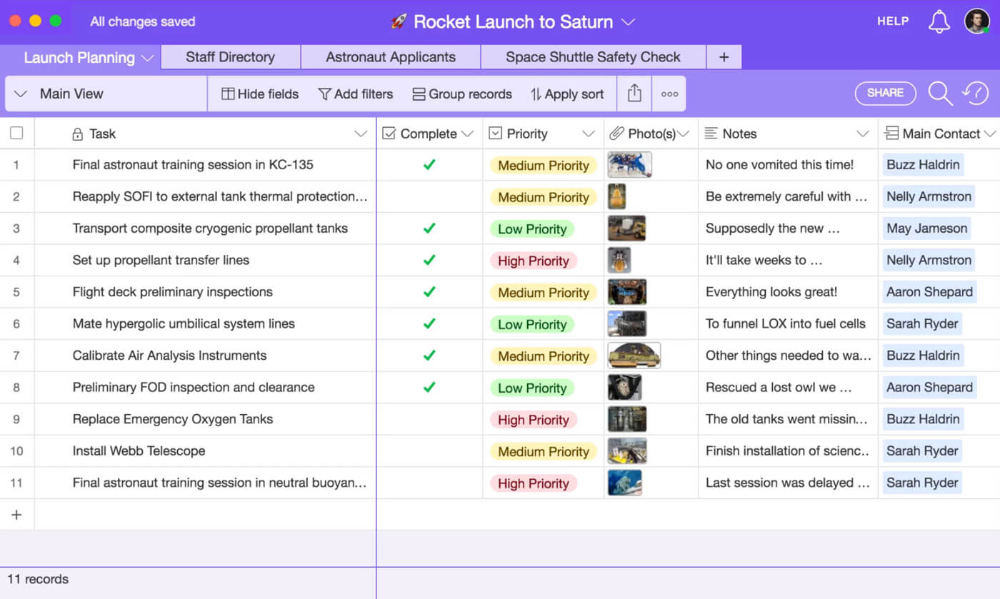 All changes saved
🚀 Rocket Launch to Saturn
HELP
Launch Planning
Staff Directory
Astronaut Applicants
Space Shuttle Safety Check
+
Main View
Hide fields
Add filters
Group records
Apply sort
SHARE
Task Complete Priority Photo(s) Notes Main Contact
1 Final astronaut training session in KC-135 Medium Priority No one vomited this time! Buzz Haldrin
2 Reapply SOFI to external tank thermal protection... Medium Priority Be extremely careful with ... Nelly Armstron
3 Transport composite cryogenic propellant tanks Low Priority Supposedly the new ... May Jameson
4 Set up propellant transfer lines High Priority It'll take weeks to ... Nelly Armstron
5 Flight deck preliminary inspections Medium Priority Everything looks great! Aaron Shepard
6 Mate hypergolic umbilical system lines Low Priority To funnel LOX into fuel cells Sarah Ryder
7 Calibrate Air Analysis Instruments Medium Priority Other things needed to wa... Buzz Haldrin
8 Preliminary FOD inspection and clearance Low Priority Rescued a lost owl we ... Aaron Shepard
9 Replace Emergency Oxygen Tanks High Priority The old tanks went missin... Buzz Haldrin
10 Install Webb Telescope Medium Priority Finish installation of scienc.. Sarah Ryder
11 Final astronaut training session in neutral buoyan... High Priority Last session was delayed ... Sarah Ryder
+
11 records